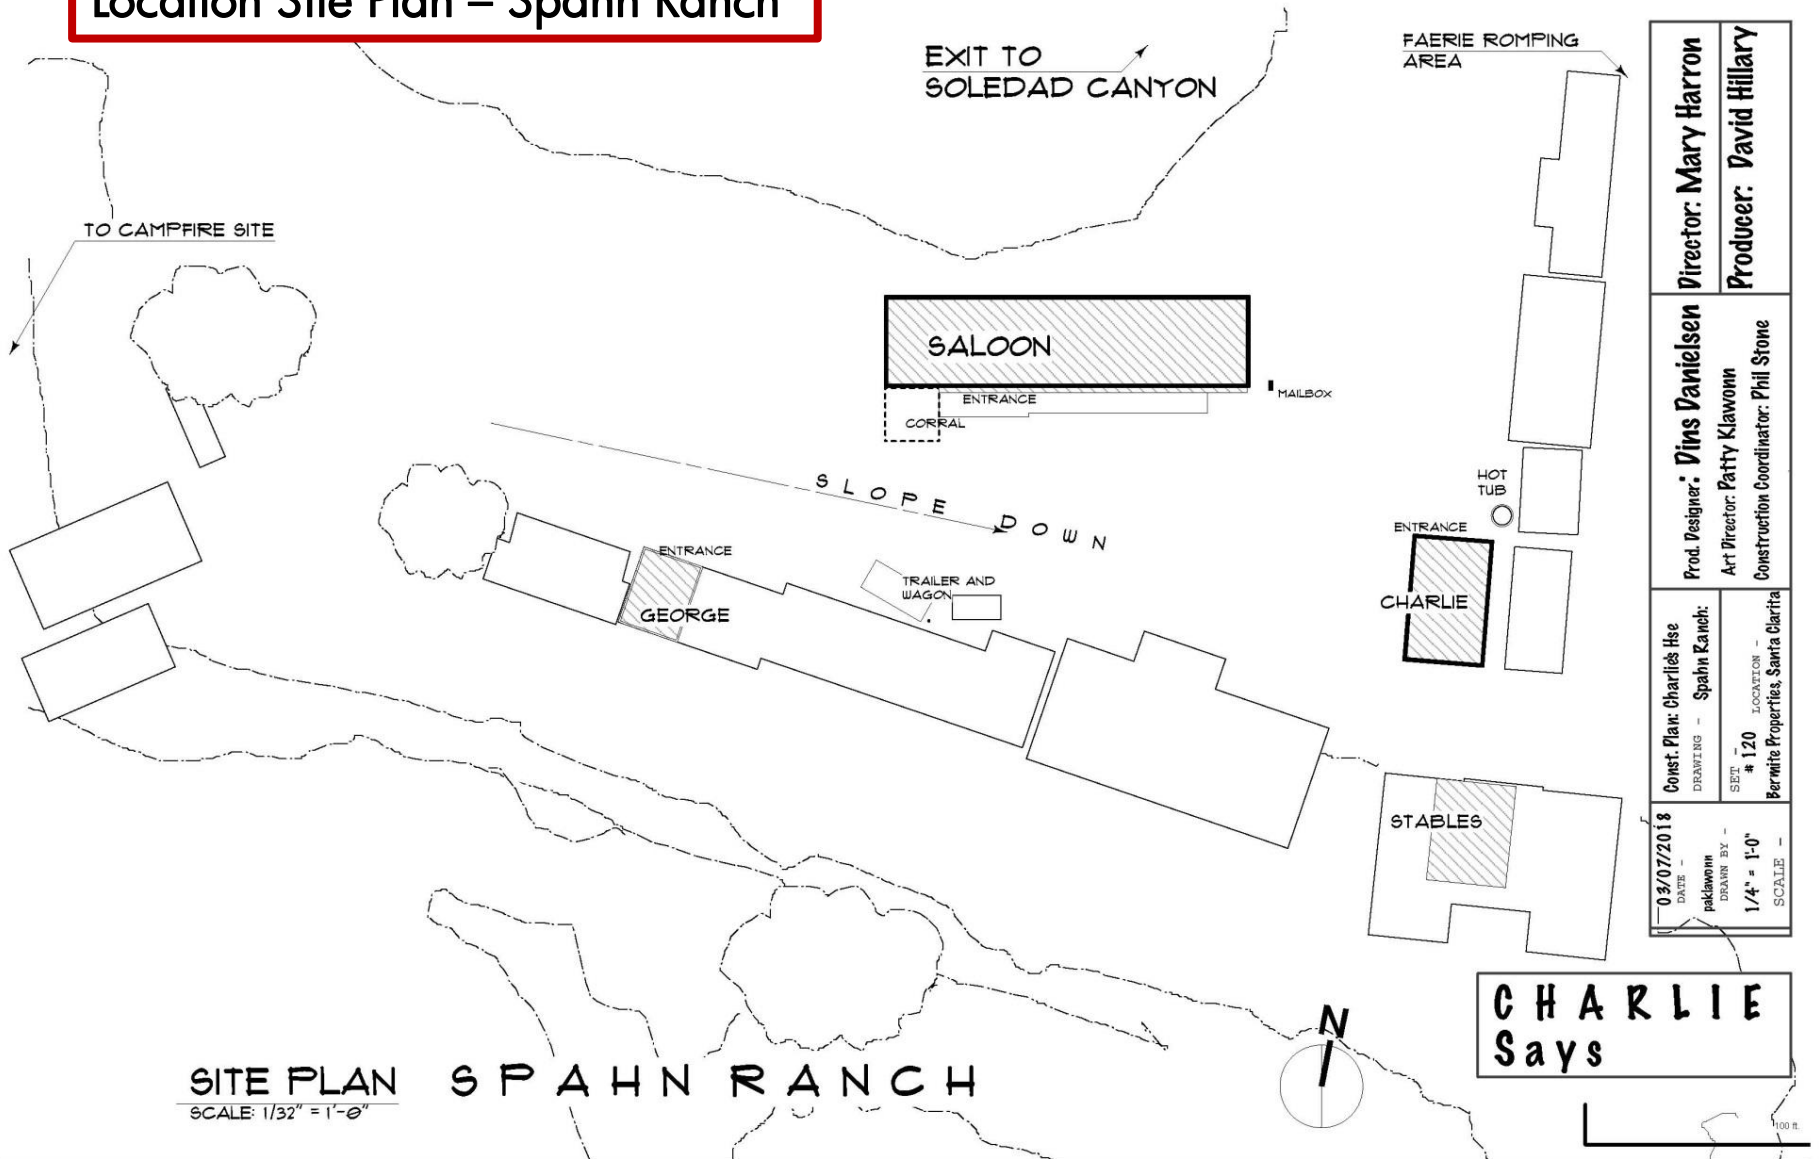 Location Site Plan – Spahn Ranch
EXIT TO
SOLEDAD CANYON
FAERIE ROMPING
AREA
TO CAMPFIRE SITE
SALOON
ENTRANCE
CORRAL
MAILBOX
SLOPE DOWN
HOT
TUB
ENTRANCE
CHARLIE
ENTRANCE
GEORGE
TRAILER AND
WAGON
STABLES
N
SITE PLAN
SCALE: 1/32" = 1'-0"
SPAHN RANCH
Director: Mary Harron
Producer: David Hillary
Prod. Designer: Dins Danielsen
Art Director: Patty Klawonn
Construction Coordinator: Phil Stone
Const. Plan: Charlies Hse
DRAWING - Spahn Ranch:
SET -
# 120
LOCATION -
Bermite Properties, Santa Clarita
03/07/2018
DATE -
paklawonn
DRAWN BY -
1/4" = 1'-0"
SCALE -
CHARLIE
Says
100 ft.